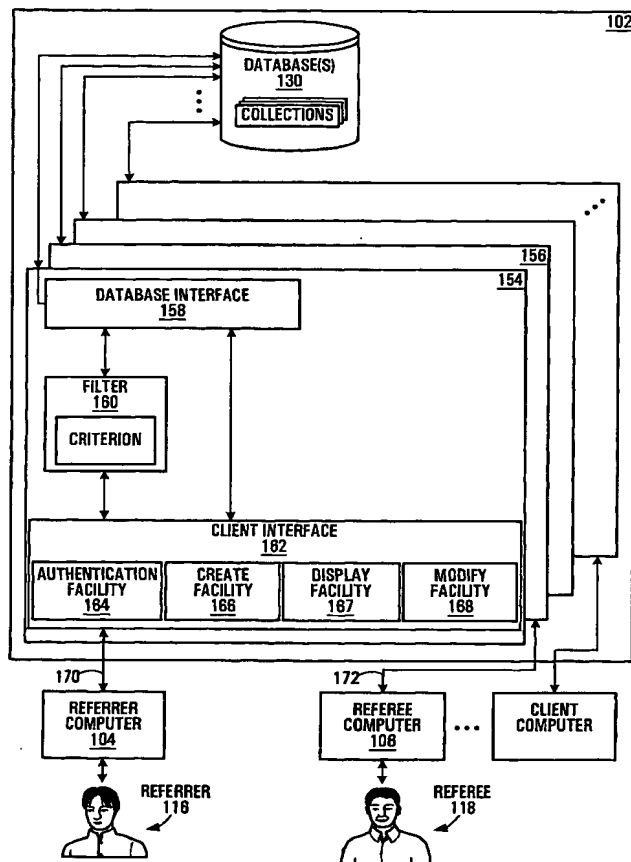 102
DATABASE(S)
130
COLLECTIONS
156
154
DATABASE INTERFACE
158
FILTER
160
CRITERION
CLIENT INTERFACE
162
AUTHENTICATION
FACILITY
164
CREATE
FACILITY
166
DISPLAY
FACILITY
167
MODIFY
FACILITY
168
170
172
REFERRER
COMPUTER
104
REFEREE
COMPUTER
106
CLIENT
COMPUTER
REFERRER
116
REFEREE
118